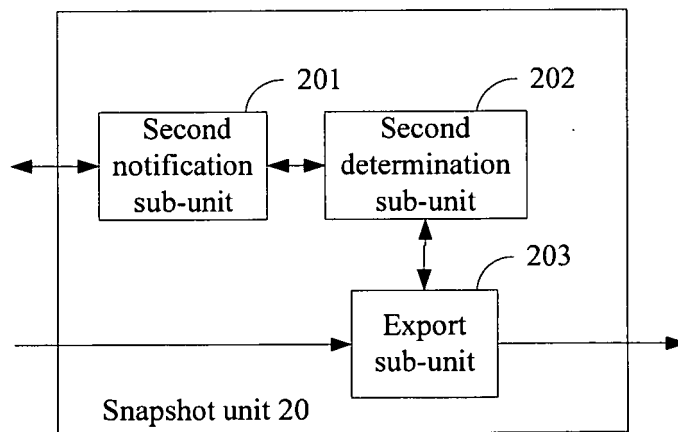 201
202
Second
notification
sub-unit
Second
determination
sub-unit
203
Export
sub-unit
Snapshot unit 20